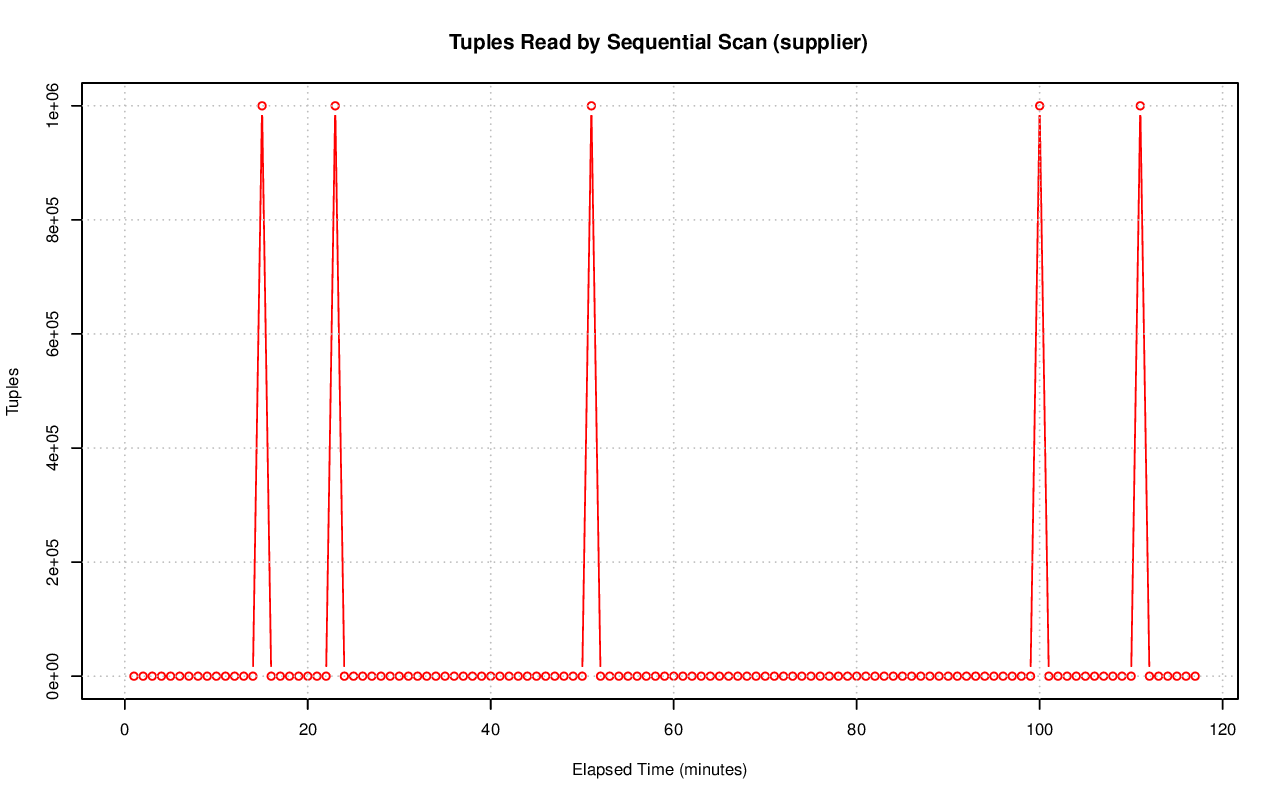 Tuples Read by Sequential Scan (supplier)
1e+06
8e+05
6e+05
4e+05
2e+05
0e+00
Tuples
0 20 40 60 80 100 120
Elapsed Time (minutes)